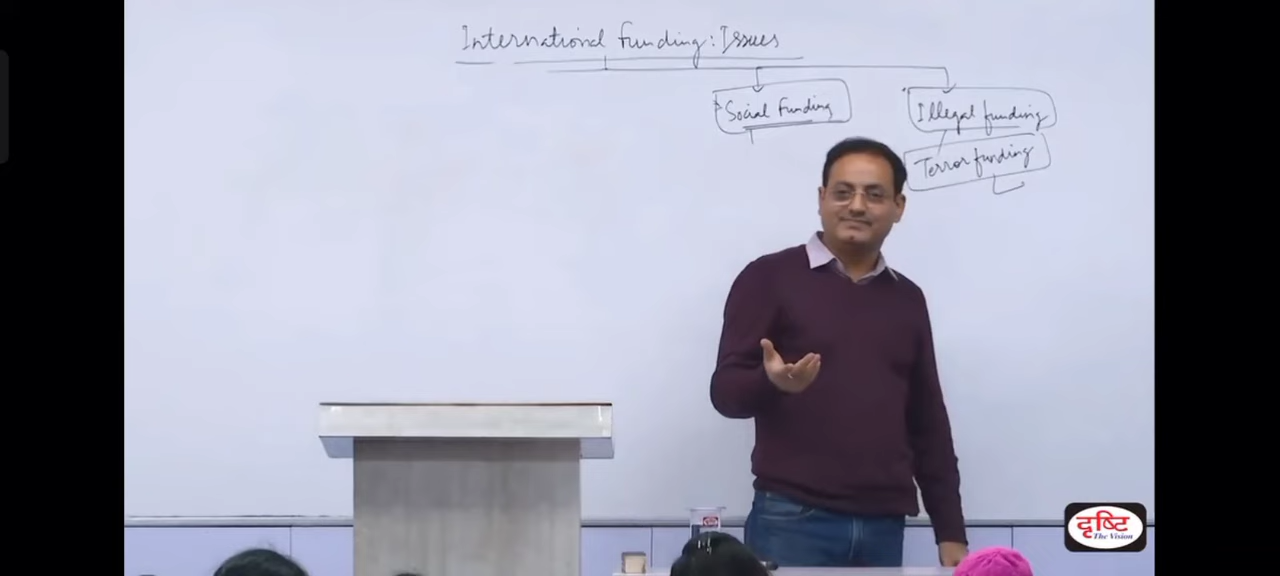 International funding: Issues
Social Funding
Illegal funding
Terror funding
दृष्टि
The Vision